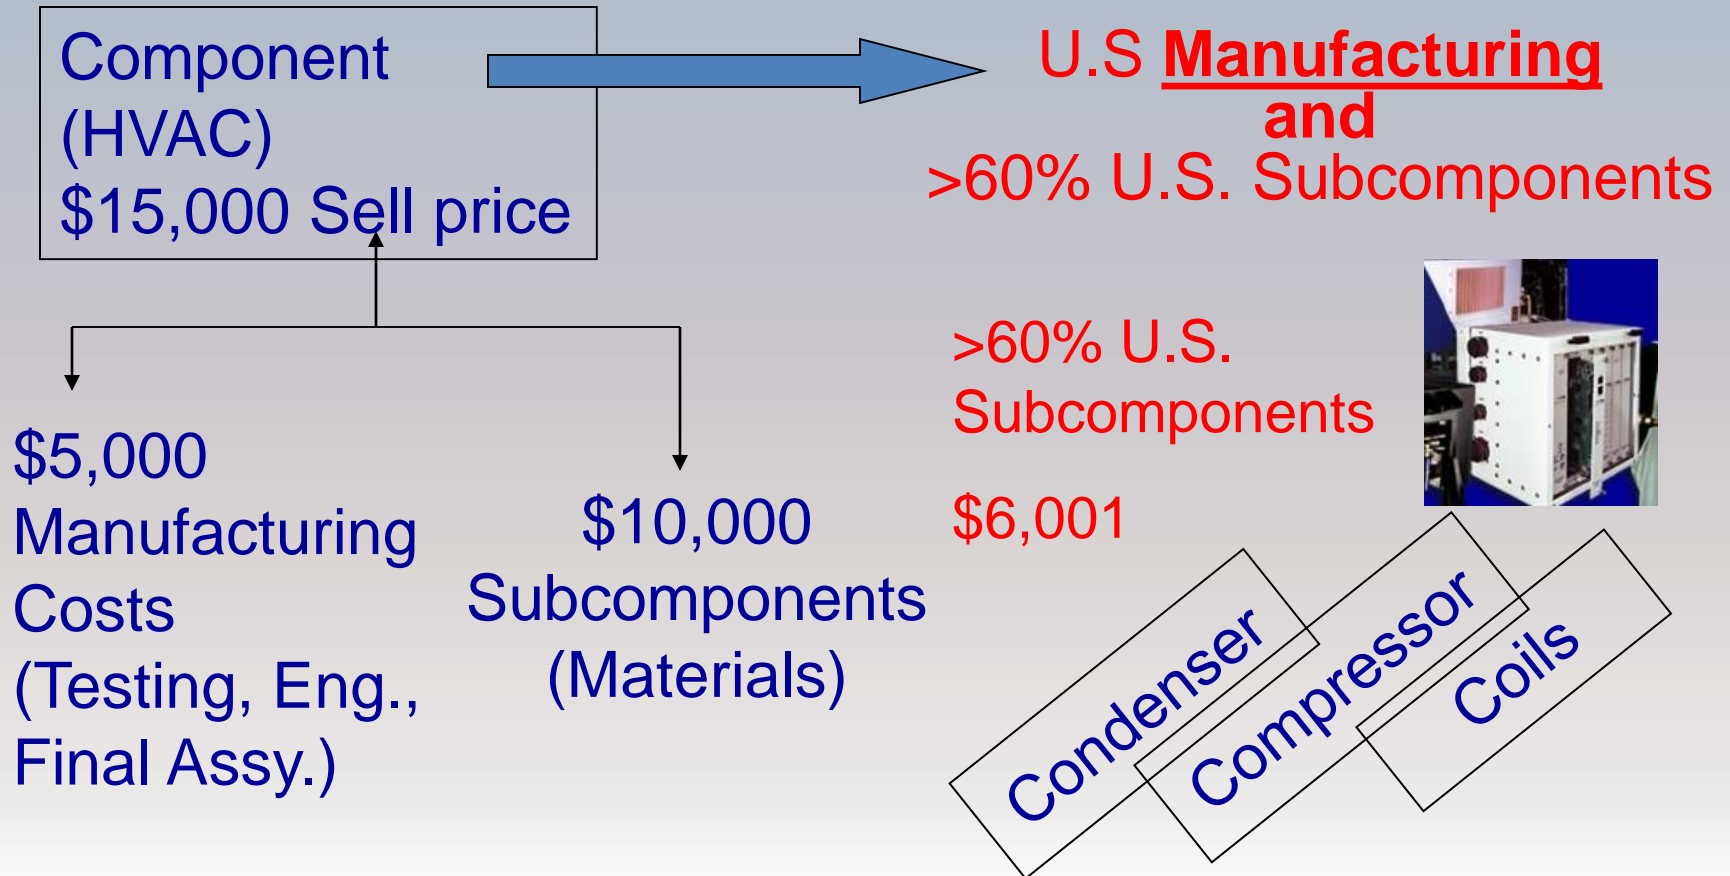 Component
(HVAC)
$15,000 Sell price
U.S Manufacturing
and
>60% U.S. Subcomponents
>60% U.S.
Subcomponents
$6,001
$5,000
Manufacturing
Costs
(Testing, Eng.,
Final Assy.)
$10,000
Subcomponents
(Materials)
Condenser
Compressor
Coils